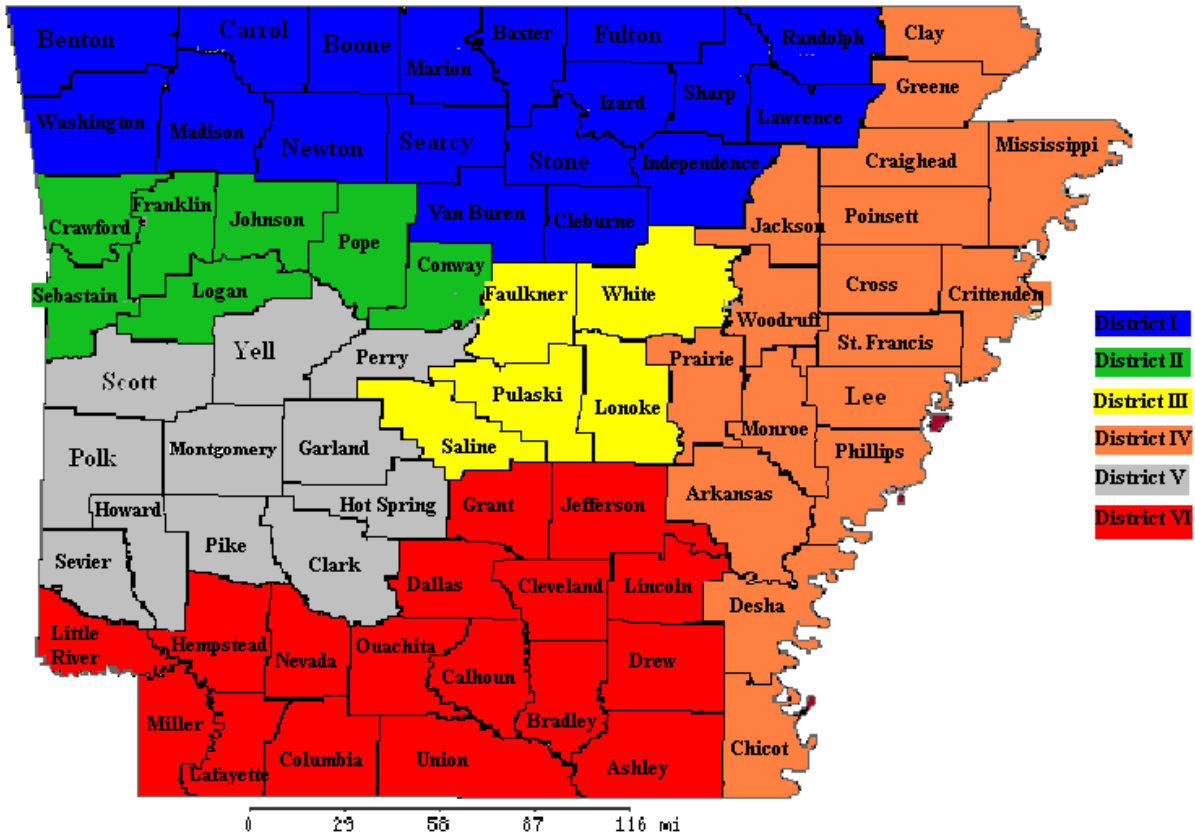 Benton
Carrol
Boone
Baxter
Fulton
Randolph
Clay
Marion
Greene
Izard
Sharp
Lawrence
Washington
Madison
Newton
Searcy
Stone
Independence
Craighead
Mississippi
Crawford
Franklin
Johnson
Pope
Van Buren
Cleburne
Jackson
Poinsett
Conway
Sebastain
Logan
Faulkner
White
Cross
Crittenden
Woodruff
St. Francis
Yell
Perry
Prairie
Scott
Pulaski
Lonoke
Lee
Polk
Montgomery
Garland
Saline
Monroe
Phillips
Howard
Hot Spring
Grant
Jefferson
Arkansas
Sevier
Pike
Clark
Dallas
Cleveland
Lincoln
Desha
Little
River
Hempstead
Nevada
Ouachita
Calhoun
Drew
Miller
Bradley
Lafayette
Columbia
Union
Ashley
Chicot
District I
District II
District III
District IV
District V
District VI
0 29 58 87 116 mi